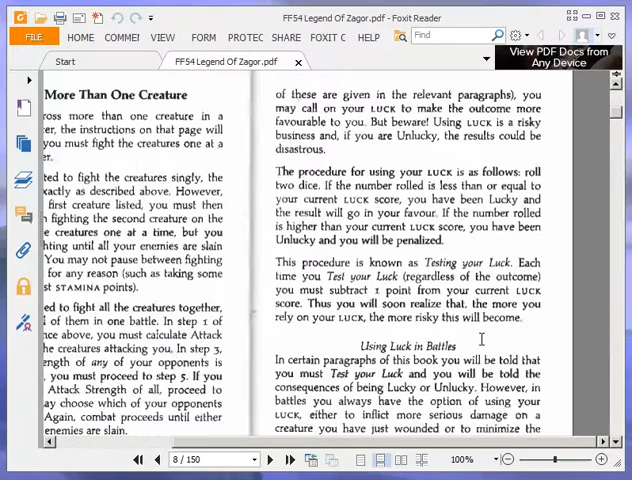 FF54 Legend Of Zagor.pdf - Foxit Reader
FILE
HOME
COMMEN
VIEW
FORM
PROTEC
SHARE
FOXIT C
HELP
Find
Start
FF54 Legend Of Zagor.pdf
View PDF Docs from
Any Device
More Than One Creature
ross more than one creature in a
er, the instructions on that page will
you must fight the creatures one at a
er.
ted to fight the creatures singly, the
exactly as described above. However,
first creature listed, you must then
n fighting the second creature on the
e creatures one at a time, but you
hting until all your enemies are slain
You may not pause between fighting
for any reason (such as taking some
st STAMINA points).
ed to fight all the creatures together,
l of them in one battle. In step 1 of
nce above, you must calculate Attack
he creatures attacking you. In step 3,
ength of any of your opponents is
, you must proceed to step 5. If you
Attack Strength of all, proceed to
ay choose which of your opponents
Again, combat proceeds until either
enemies are slain.
of these are given in the relevant paragraphs), you
may call on your LUCK to make the outcome more
favourable to you. But beware! Using LUCK is a risky
business and, if you are Unlucky, the results could be
disastrous.
The procedure for using your LUCK is as follows: roll
two dice. If the number rolled is less than or equal to
your current LUCK score, you have been Lucky and
the result will go in your favour. If the number rolled
is higher than your current LUCK score, you have been
Unlucky and you will be penalized.
This procedure is known as Testing your Luck. Each
time you Test your Luck (regardless of the outcome)
you must subtract 1 point from your current LUCK
score. Thus you will soon realize that, the more you
rely on your LUCK, the more risky this will become.
Using Luck in Battles
In certain paragraphs of this book you will be told that
you must Test your Luck and you will be told the
consequences of being Lucky or Unlucky. However, in
battles you always have the option of using your
LUCK, either to inflict more serious damage on a
creature you have just wounded or to minimize the
8 / 150
100%